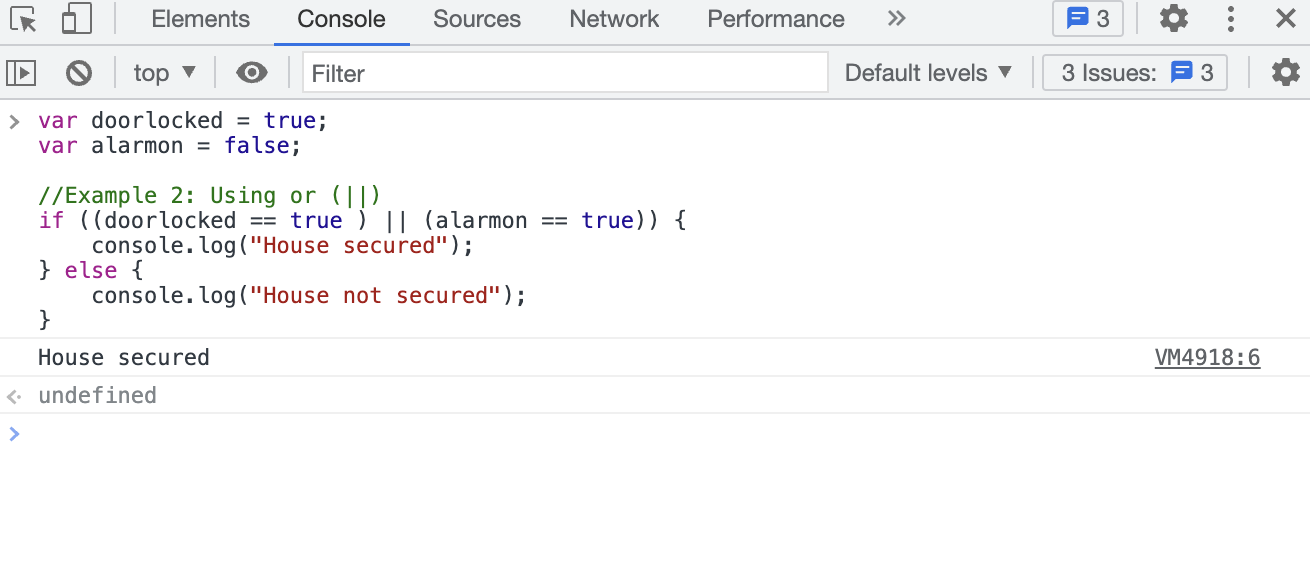 Elements Console Sources Network Performance » 3
top ▼ Filter Default levels ▼ 3 Issues: 3
> var doorlocked = true;
var alarmon = false;

//Example 2: Using or (||)
if ((doorlocked == true ) || (alarmon == true)) {
    console.log("House secured");
} else {
    console.log("House not secured");
}
House secured VM4918:6
undefined
>